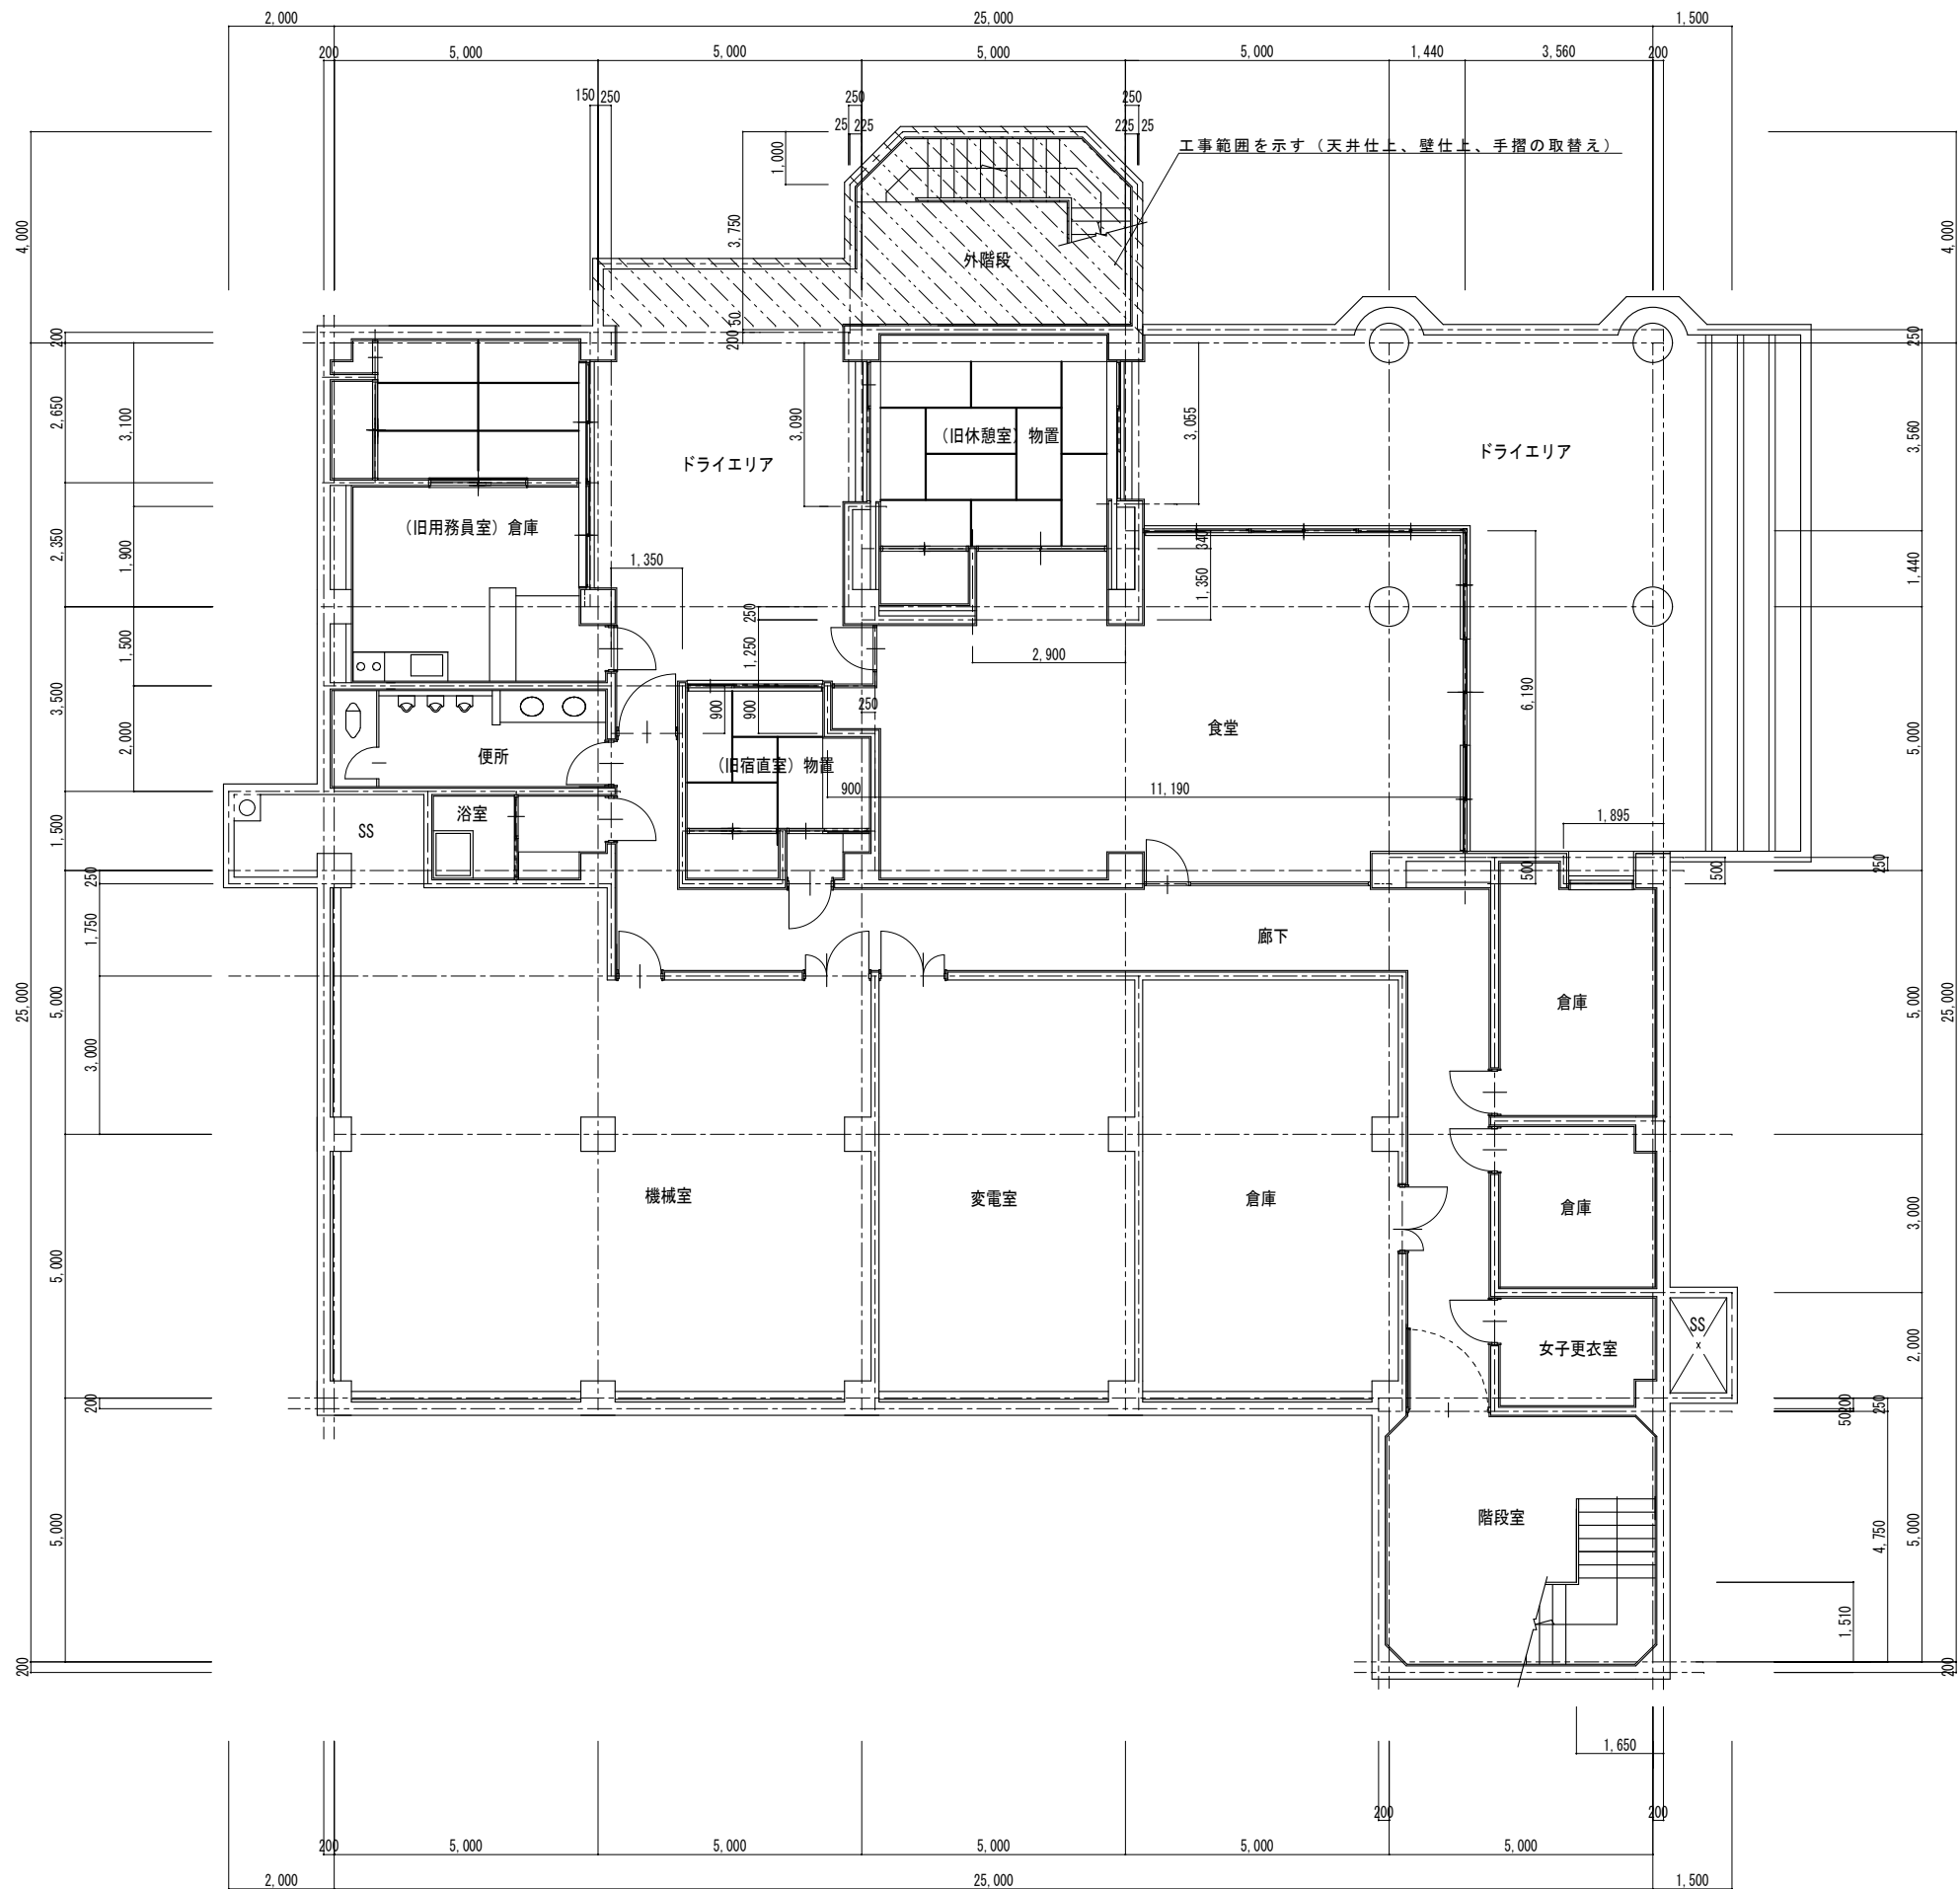 2,000 25,000 1,500
200 5,000 5,000 5,000 5,000 1,440 3,560 200
150 250 250 250
25 225 225 25
工事範囲を示す（天井仕上、壁仕上、手摺の取替え）
1,000
4,000 3,750 4,000
外階段
200 50
200 250
2,650 3,100 3,090 3,055 3,560
（旧休憩室）物置
ドライエリア ドライエリア
（旧用務員室）倉庫
2,350 1,900 1,350 340 1,350 1,440
250
1,500 1,250 2,900
3,500 6,190
2,000 900 900 250 食堂 5,000
便所 （旧宿直室）物置
900 11,190
浴室 1,895
SS
1,500
250 500 500 250
1,750 廊下
25,000 5,000 倉庫 5,000 25,000
3,000
機械室 変電室 倉庫 倉庫 3,000
5,000
SS
x
女子更衣室 2,000
200 50 200 250
階段室
5,000 4,750 5,000
1,510
200 200
1,650
200 200
200 5,000 5,000 5,000 5,000 5,000
2,000 25,000 1,500